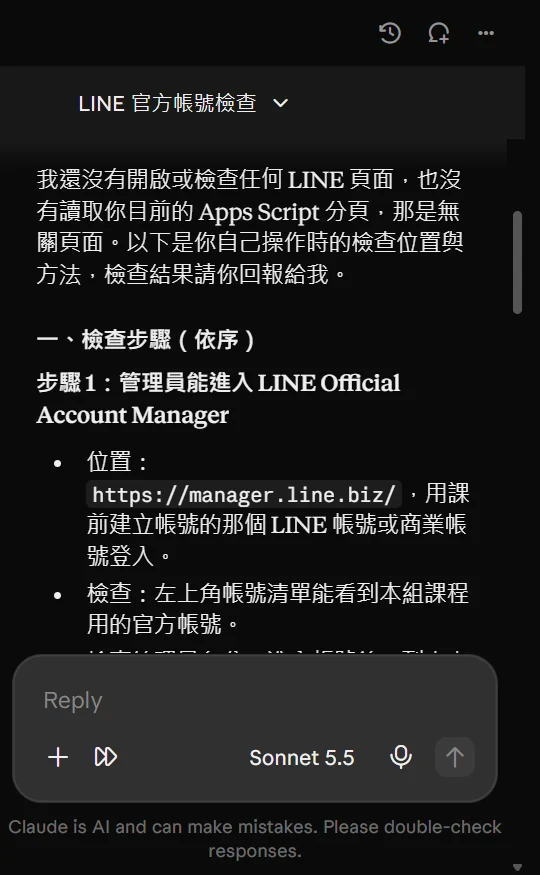 LINE 官方帳號檢查
我還沒有開啟或檢查任何 LINE 頁面，也沒
有讀取你目前的 Apps Script 分頁，那是無
關頁面。以下是你自己操作時的檢查位置與
方法，檢查結果請你回報給我。
一、檢查步驟（依序）
步驟 1：管理員能進入 LINE Official
Account Manager
位置：
https://manager.line.biz/ ，用課
前建立帳號的那個 LINE 帳號或商業帳
號登入。
檢查：左上角帳號清單能看到本組課程
用的官方帳號。
Reply
Sonnet 5.5
Claude is AI and can make mistakes. Please double-check
responses.